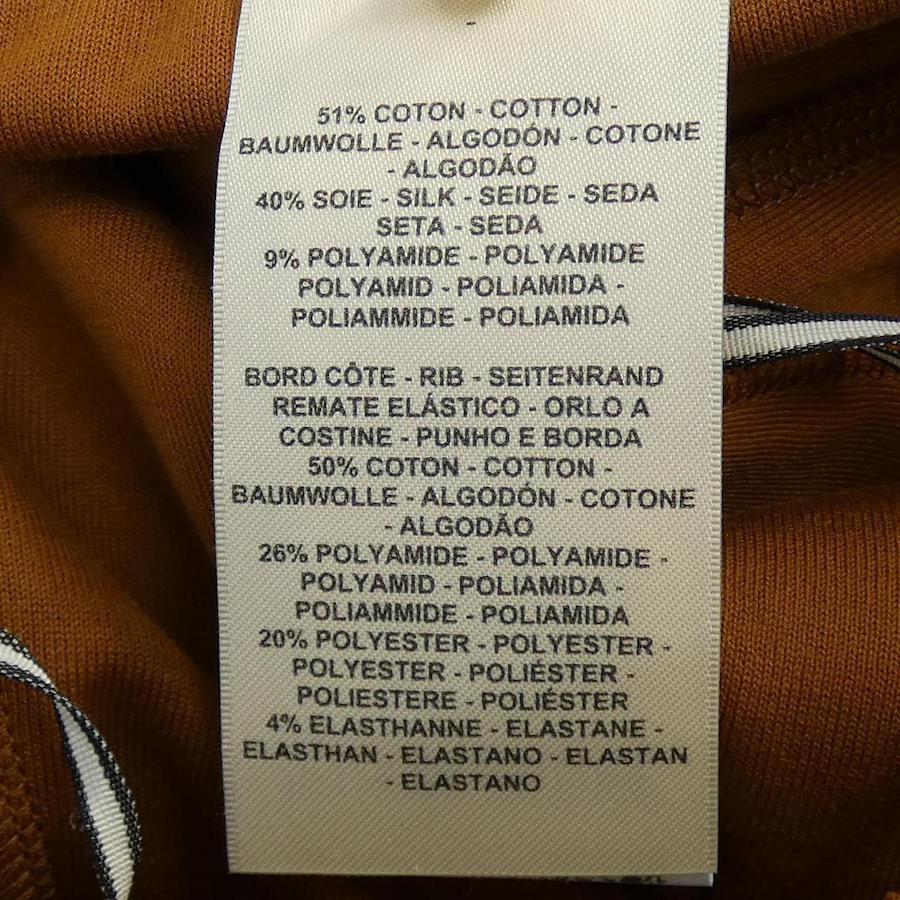 51% COTON - COTTON -
BAUMWOLLE - ALGODÓN - COTONE
- ALGODÃO
40% SOIE - SILK - SEIDE - SEDA
SETA - SEDA
9% POLYAMIDE - POLYAMIDE
POLYAMID - POLIAMIDA -
POLIAMMIDE - POLIAMIDA
BORD CÔTE - RIB - SEITENRAND
REMATE ELÁSTICO - ORLO A
COSTINE - PUNHO E BORDA
50% COTON - COTTON -
BAUMWOLLE - ALGODÓN - COTONE
- ALGODÃO
26% POLYAMIDE - POLYAMIDE -
POLYAMID - POLIAMIDA -
POLIAMMIDE - POLIAMIDA
20% POLYESTER - POLYESTER -
POLYESTER - POLIÉSTER -
POLIESTERE - POLIÉSTER
4% ELASTHANNE - ELASTANE -
ELASTHAN - ELASTANO - ELASTAN
- ELASTANO